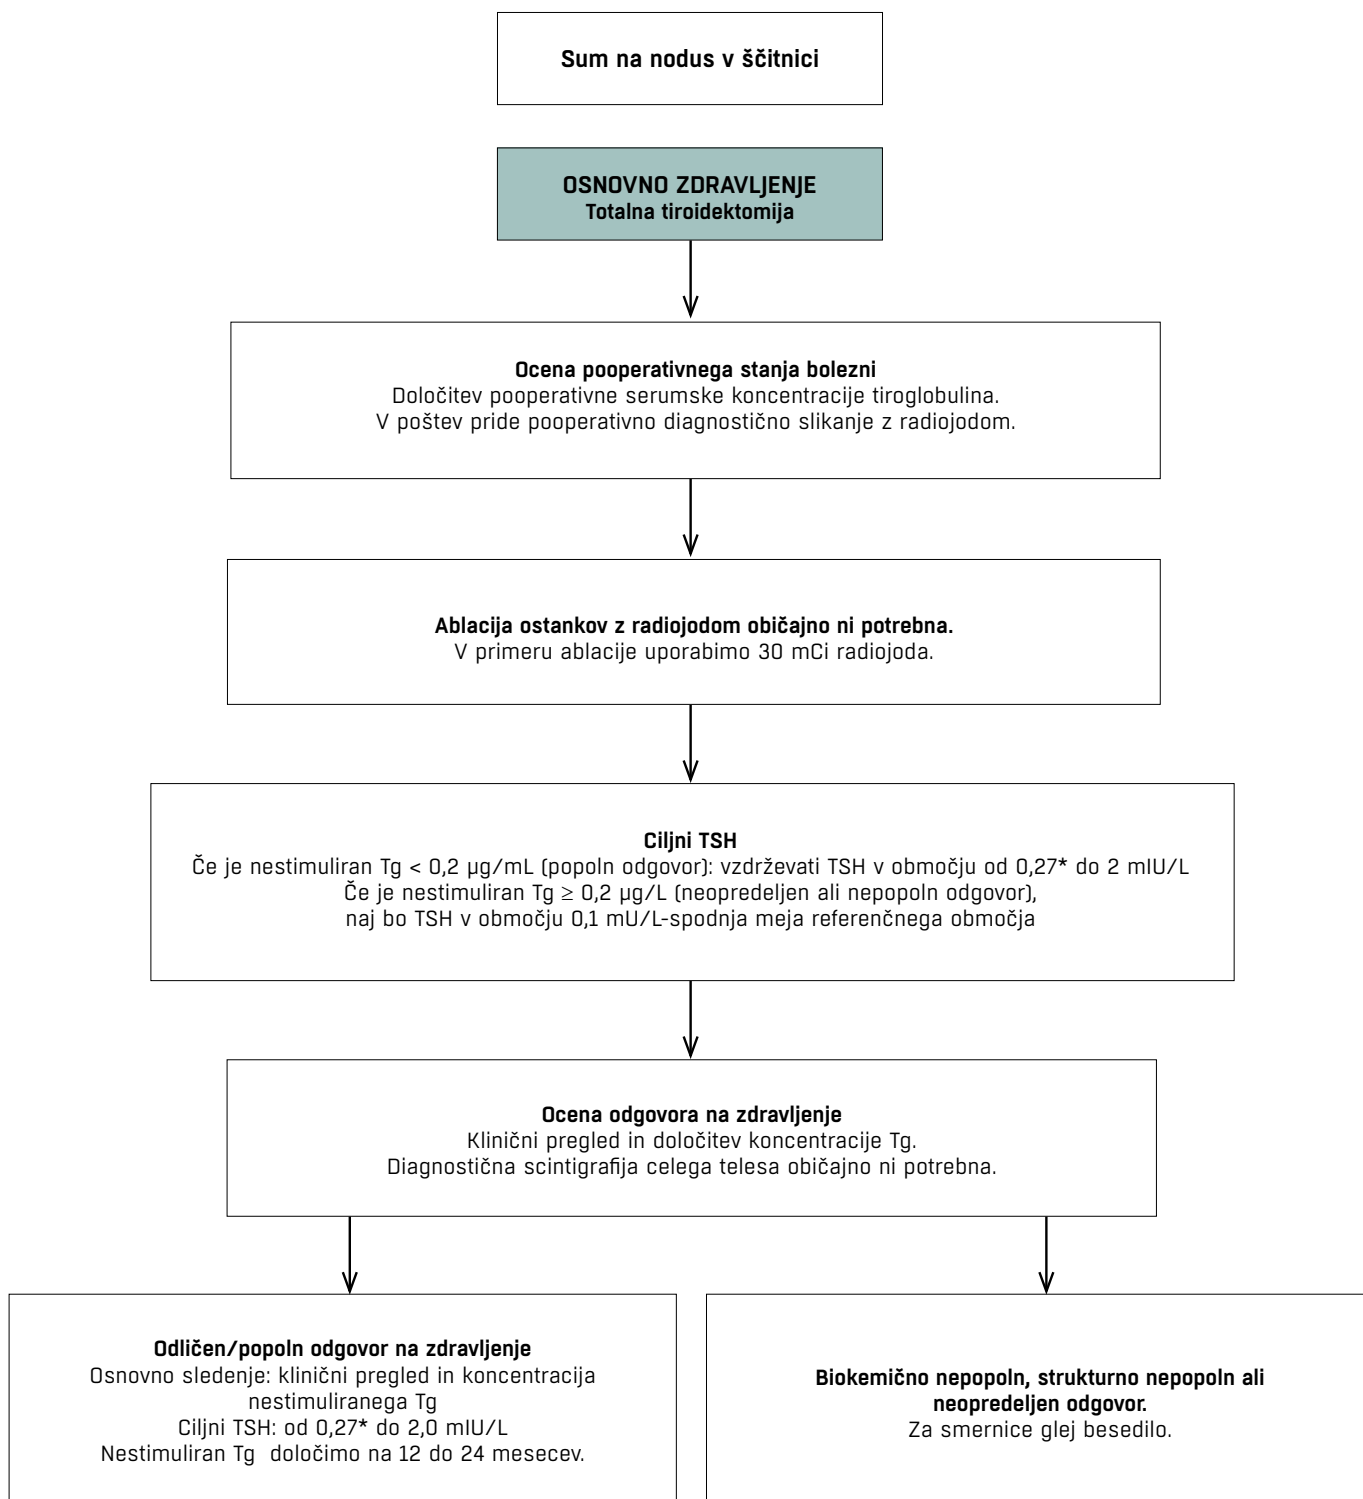 Sum na nodus v ščitnici
OSNOVNO ZDRAVLJENJE
Totalna tiroidektomija
Ocena pooperativnega stanja bolezni
Določitev pooperativne serumske koncentracije tiroglobulina.
V poštev pride pooperativno diagnostično slikanje z radiojodom.
Ablacija ostankov z radiojodom običajno ni potrebna.
V primeru ablacije uporabimo 30 mCi radiojoda.
Ciljni TSH
Če je nestimuliran Tg < 0,2 µg/mL (popoln odgovor): vzdrževati TSH v območju od 0,27* do 2 mIU/L
Če je nestimuliran Tg ≥ 0,2 µg/L (neopredeljen ali nepopoln odgovor),
naj bo TSH v območju 0,1 mU/L-spodnja meja referenčnega območja
Ocena odgovora na zdravljenje
Klinični pregled in določitev koncentracije Tg.
Diagnostična scintigrafija celega telesa običajno ni potrebna.
Odličen/popoln odgovor na zdravljenje
Osnovno sledenje: klinični pregled in koncentracija
nestimuliranega Tg
Ciljni TSH: od 0,27* do 2,0 mIU/L
Nestimuliran Tg določimo na 12 do 24 mesecev.
Biokemično nepopoln, strukturno nepopoln ali
neopredeljen odgovor.
Za smernice glej besedilo.